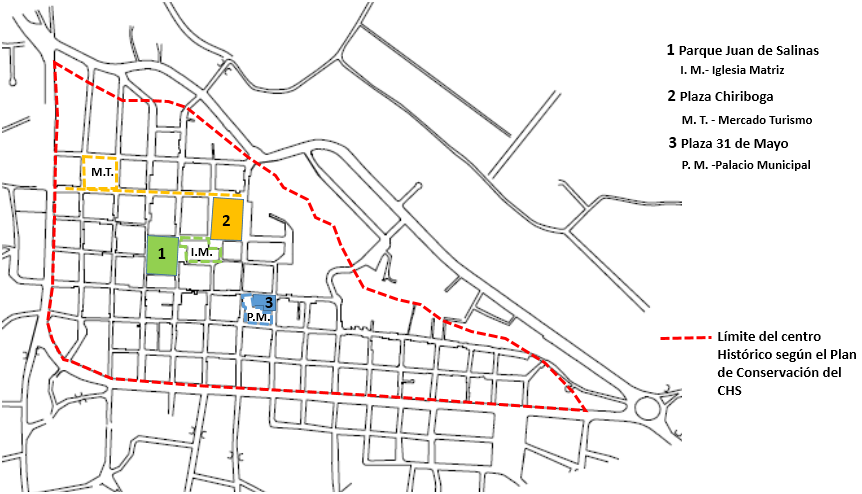 1 Parque Juan de Salinas
I. M.- Iglesia Matriz
2 Plaza Chiriboga
M. T. - Mercado Turismo
3 Plaza 31 de Mayo
P. M. -Palacio Municipal
M.T.
2
1
I.M.
3
P.M.
Límite del centro
Histórico según el Plan
de Conservación del
CHS